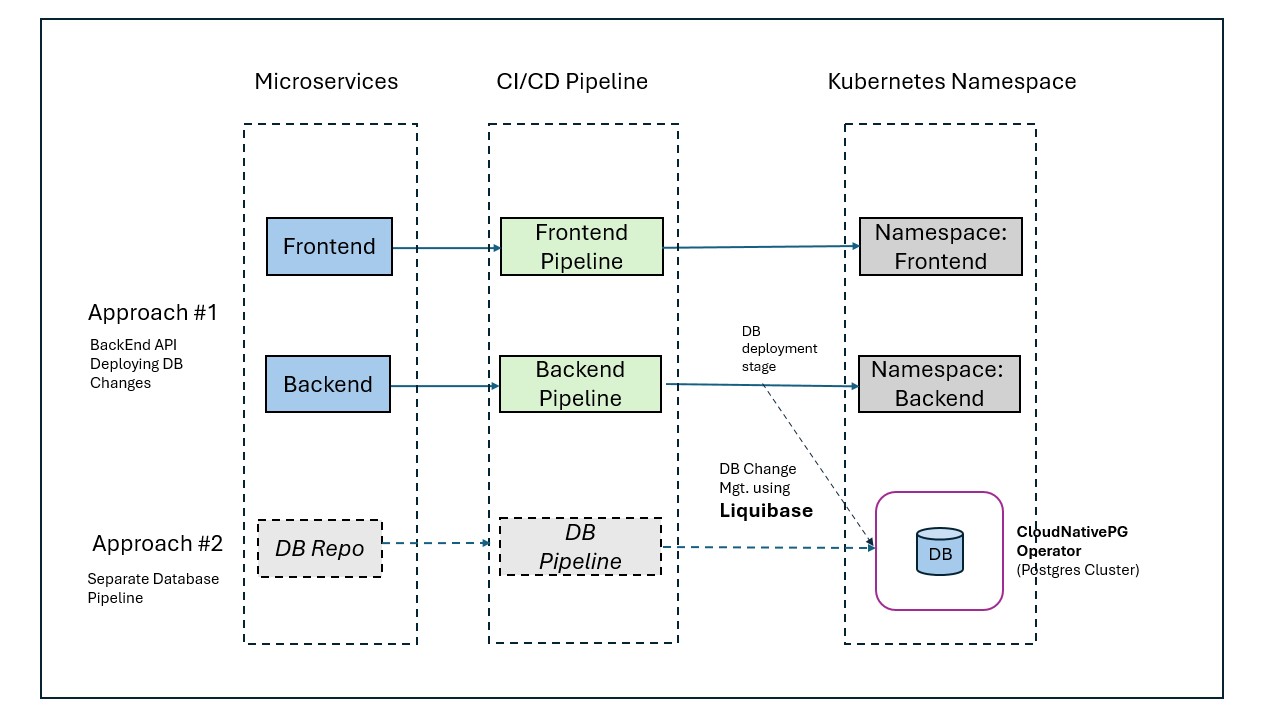 Microservices
CI/CD Pipeline
Kubernetes Namespace
Frontend
Frontend
Pipeline
Namespace:
Frontend
Approach #1
BackEnd API
Deploying DB
Changes
DB
deployment
stage
Backend
Backend
Pipeline
Namespace:
Backend
DB Change
Mgt. using
Liquibase
Approach #2
Separate Database
Pipeline
DB Repo
DB
Pipeline
DB
CloudNativePG
Operator
(Postgres Cluster)